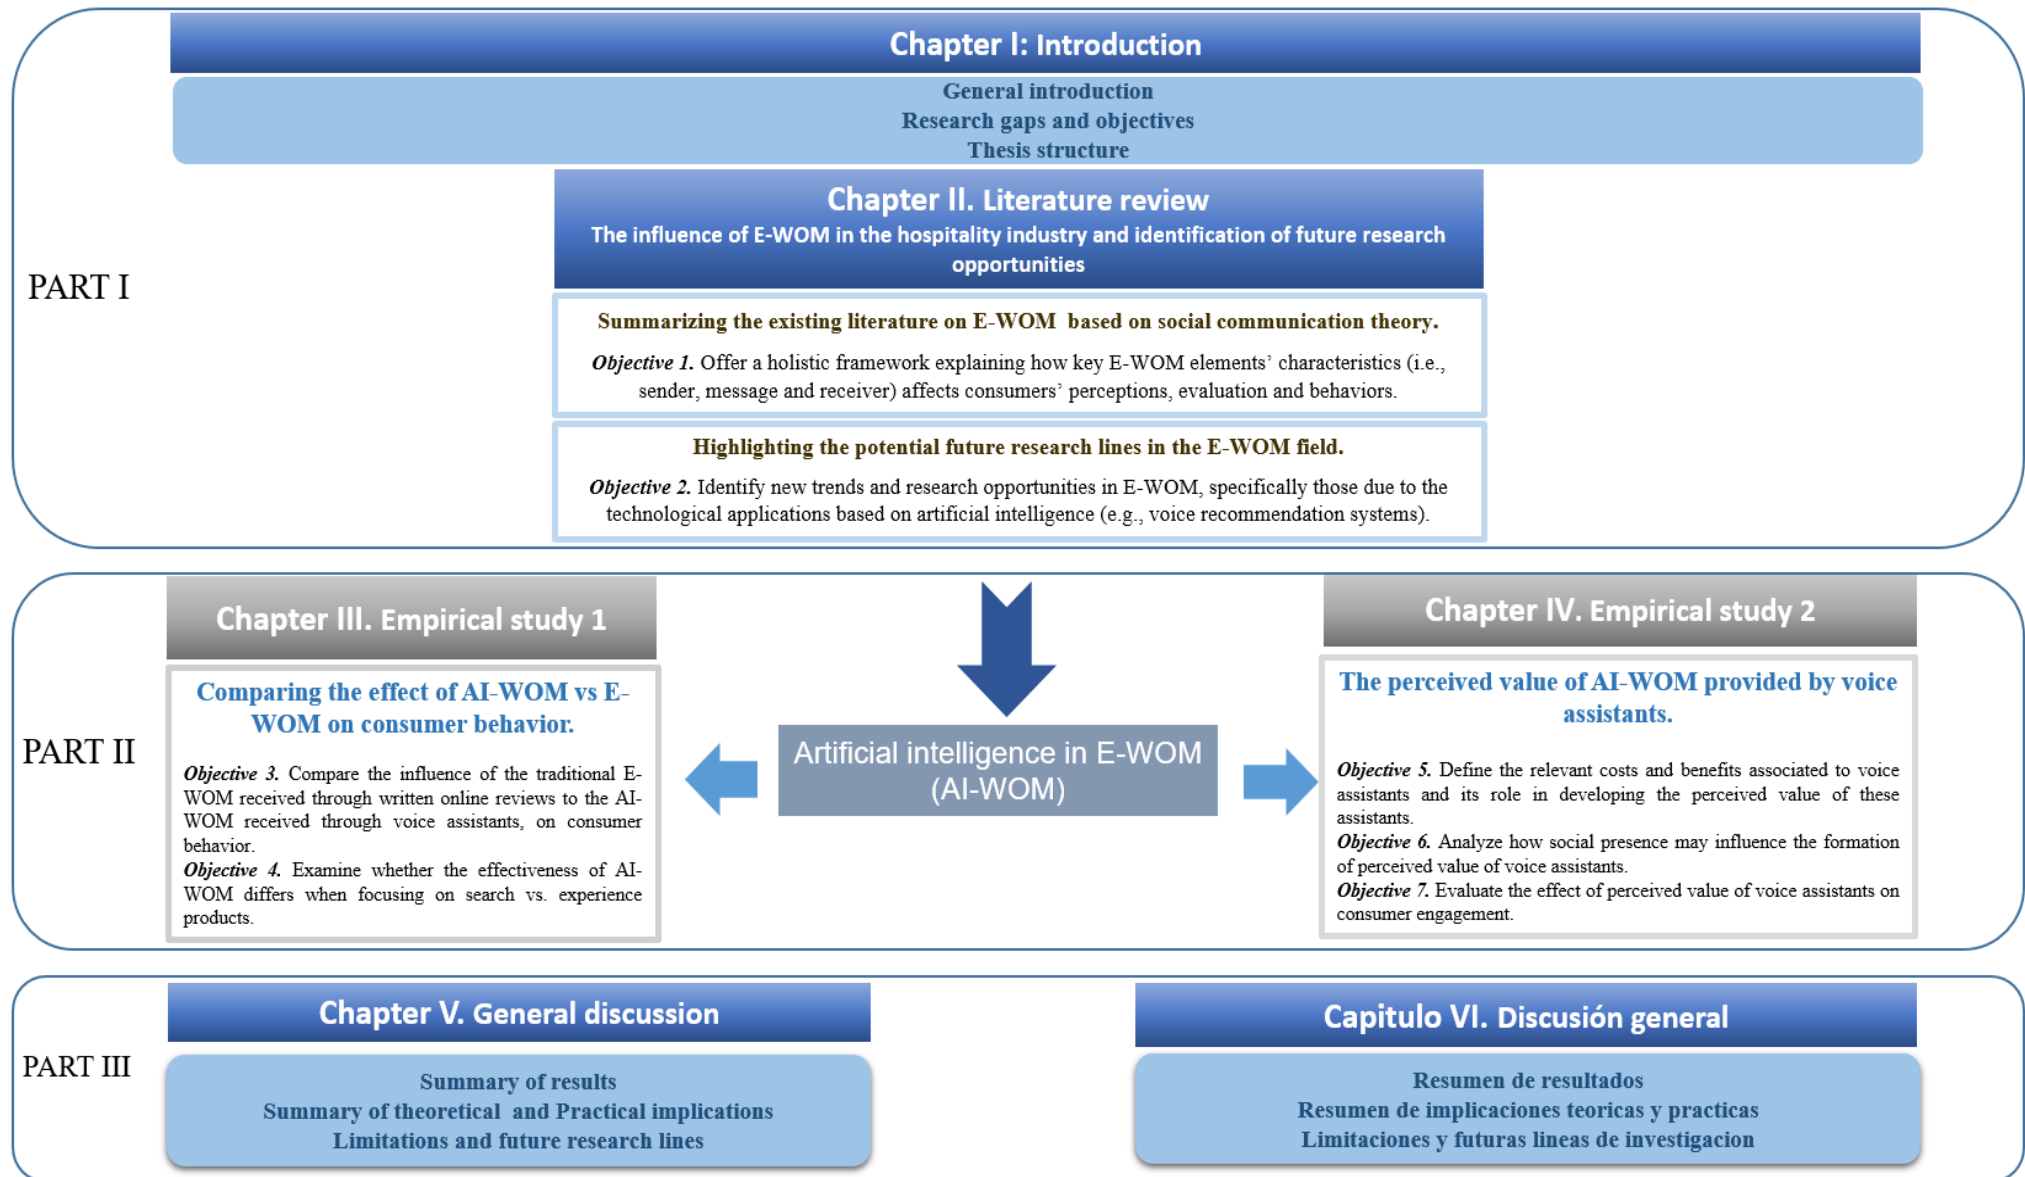 Chapter I: Introduction
General introduction
Research gaps and objectives
Thesis structure
PART I
Chapter II. Literature review
The influence of E-WOM in the hospitality industry and identification of future research
opportunities
Summarizing the existing literature on E-WOM based on social communication theory.
Objective 1. Offer a holistic framework explaining how key E-WOM elements’ characteristics (i.e.,
sender, message and receiver) affects consumers’ perceptions, evaluation and behaviors.
Highlighting the potential future research lines in the E-WOM field.
Objective 2. Identify new trends and research opportunities in E-WOM, specifically those due to the
technological applications based on artificial intelligence (e.g., voice recommendation systems).
PART II
Chapter III. Empirical study 1
Comparing the effect of AI-WOM vs E-
WOM on consumer behavior.
Objective 3. Compare the influence of the traditional E-
WOM received through written online reviews to the AI-
WOM received through voice assistants, on consumer
behavior.
Objective 4. Examine whether the effectiveness of AI-
WOM differs when focusing on search vs. experience
products.
Artificial intelligence in E-WOM
(AI-WOM)
Chapter IV. Empirical study 2
The perceived value of AI-WOM provided by voice
assistants.
Objective 5. Define the relevant costs and benefits associated to voice
assistants and its role in developing the perceived value of these
assistants.
Objective 6. Analyze how social presence may influence the formation
of perceived value of voice assistants.
Objective 7. Evaluate the effect of perceived value of voice assistants on
consumer engagement.
PART III
Chapter V. General discussion
Summary of results
Summary of theoretical and Practical implications
Limitations and future research lines
Capitulo VI. Discusión general
Resumen de resultados
Resumen de implicaciones teoricas y practicas
Limitaciones y futuras lineas de investigacion